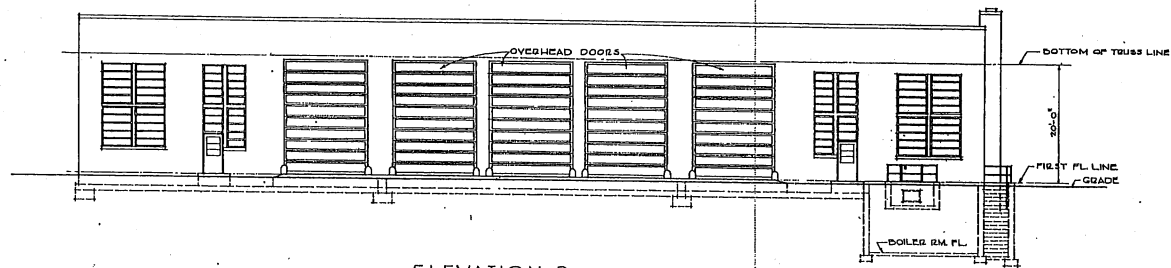 OVERHEAD DOORS
BOTTOM OF TRUSS LINE
20'-0"
FIRST FL. LINE
GRADE
BOILER RM. FL.